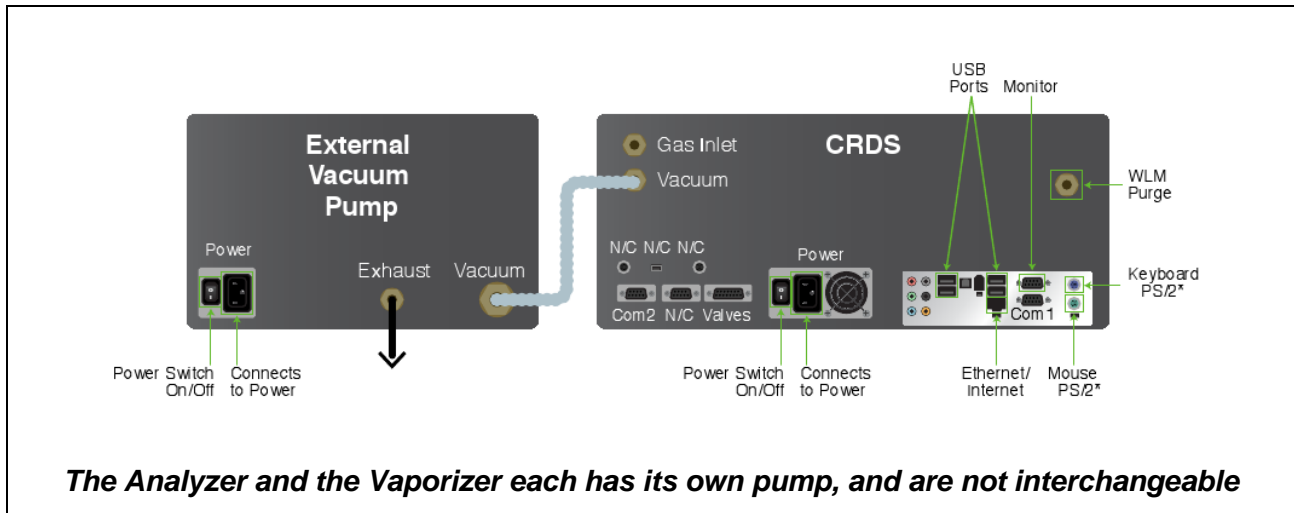 USB
Ports
Monitor
External
Vacuum
Pump
Gas Inlet
CRDS
Vacuum
WLM
Purge
Power
Exhaust
Vacuum
N/C N/C N/C
Power
Keyboard
PS/2*
Com2 N/C Valves
Com 1
Power Switch
On/Off
Connects
to Power
Power Switch
On/Off
Connects
to Power
Ethernet/
Internet
Mouse
PS/2*
The Analyzer and the Vaporizer each has its own pump, and are not interchangeable